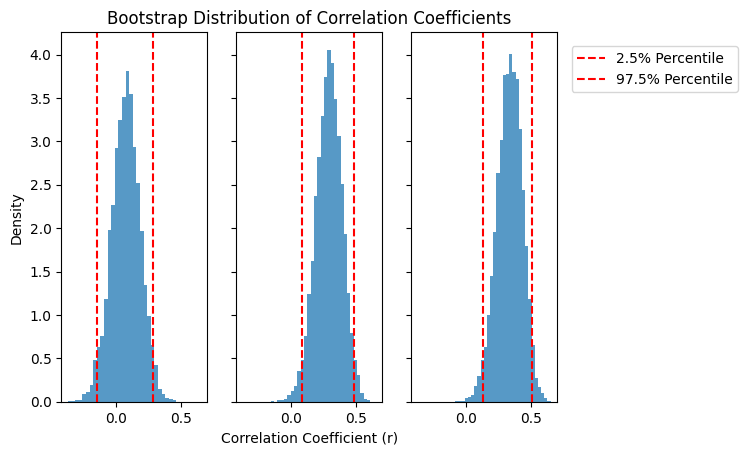 Bootstrap Distribution of Correlation Coefficients
2.5% Percentile
97.5% Percentile
Density
4.0
3.5
3.0
2.5
2.0
1.5
1.0
0.5
0.0
0.0 0.5
0.0 0.5
0.0 0.5
Correlation Coefficient (r)